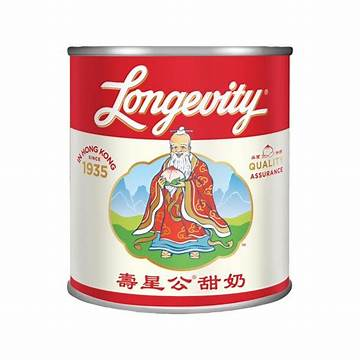 Longevity®
IN HONG KONG
SINCE
1935
QUALITY
ASSURANCE
壽星公®甜奶